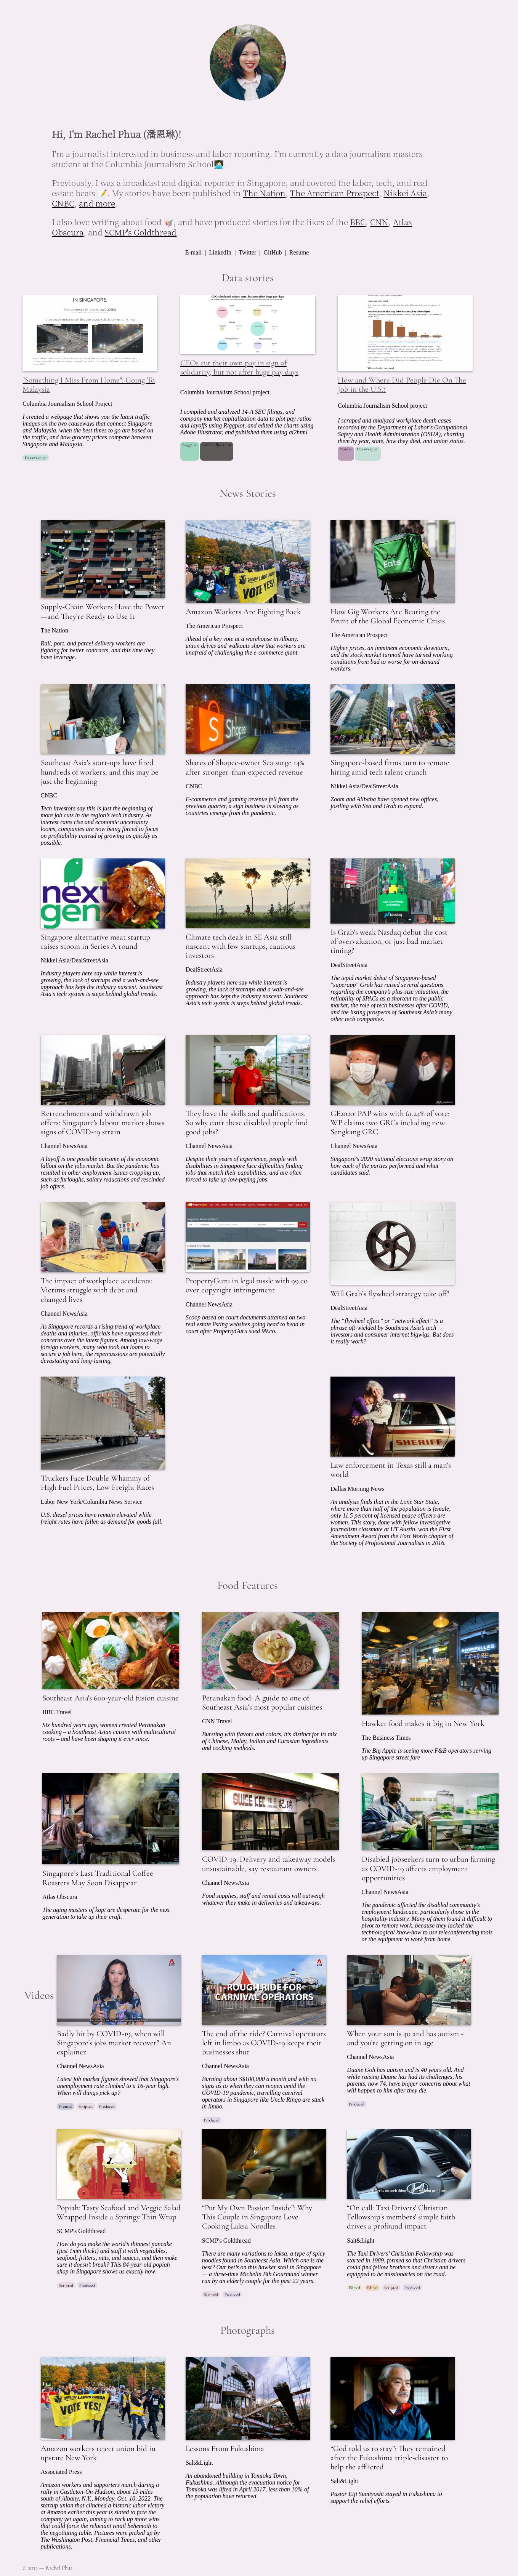 Hi, I'm Rachel Phua (潘恩琳)!
I'm a journalist interested in business and labor reporting. I'm currently a data journalism masters
student at the Columbia Journalism School👩🏻‍💻.
Previously, I was a broadcast and digital reporter in Singapore, and covered the labor, tech, and real
estate beats 📝. My stories have been published in The Nation, The American Prospect, Nikkei Asia,
CNBC, and more.
I also love writing about food 🥡, and have produced stories for the likes of the BBC, CNN, Atlas
Obscura, and SCMP's Goldthread.
E-mail | LinkedIn | Twitter | GitHub | Resume
Data stories
IN SINGAPORE.
"Something I Miss From Home": Going To
Malaysia
Columbia Journalism School Project
I created a webpage that shows you the latest traffic
images on the two causeways that connect Singapore
and Malaysia, when the best times to go are based on
the traffic, and how grocery prices compare between
Singapore and Malaysia.
Datawrapper
CEOs cut their own pay in sign of
solidarity, but not after huge pay days
Columbia Journalism School project
I compiled and analyzed 14-A SEC filings, and
company market capitalization data to plot pay ratios
and layoffs using R/ggplot, and edited the charts using
Adobe Illustrator, and published them using ai2html.
How and Where Did People Die On The
Job in the U.S.?
Columbia Journalism School project
I scraped and analyzed workplace death cases
recorded by the Department of Labor's Occupational
Safety and Health Administration (OSHA), charting
them by year, state, how they died, and union status.
Datawrapper
News Stories
Supply-Chain Workers Have the Power
—and They're Ready to Use It
The Nation
Rail, port, and parcel delivery workers are
fighting for better contracts, and this time they
have leverage.
VOTE YES!
Amazon Workers Are Fighting Back
The American Prospect
Ahead of a key vote at a warehouse in Albany,
union drives and walkouts show that workers are
unafraid of challenging the e-commerce giant.
Uber
Eats
How Gig Workers Are Bearing the
Brunt of the Global Economic Crisis
The American Prospect
Higher prices, an imminent economic downturn,
and the stock market turmoil have turned working
conditions from bad to worse for on-demand
workers.
Southeast Asia's start-ups have fired
hundreds of workers, and this may be
just the beginning
CNBC
Tech investors say this is just the beginning of
more job cuts in the region's tech industry. As
interest rates rise and economic uncertainty
looms, companies are now being forced to focus
on profitability instead of growing as quickly as
possible.
Shopee
Shares of Shopee-owner Sea surge 14%
after stronger-than-expected revenue
CNBC
E-commerce and gaming revenue fell from the
previous quarter, a sign business is slowing as
countries emerge from the pandemic.
Singapore-based firms turn to remote
hiring amid tech talent crunch
Nikkei Asia/DealStreetAsia
Zoom and Alibaba have opened new offices,
jostling with Sea and Grab to expand.
next
gen
Singapore alternative meat startup
raises $100m in Series A round
Nikkei Asia/DealStreetAsia
Industry players here say while interest is
growing, the lack of startups and a wait-and-see
approach has kept the industry nascent. Southeast
Asia's tech system is steps behind global trends.
Climate tech deals in SE Asia still
nascent with few startups, cautious
investors
DealStreetAsia
Industry players here say while interest is
growing, the lack of startups and a wait-and-see
approach has kept the industry nascent. Southeast
Asia's tech system is steps behind global trends.
Is Grab's weak Nasdaq debut the cost
of overvaluation, or just bad market
timing?
DealStreetAsia
The tepid market debut of Singapore-based
"superapp" Grab has raised several questions
regarding the company's plus-size valuation, the
reliability of SPACs as a shortcut to the public
market, the role of tech businesses after COVID,
and the listing prospects of Southeast Asia's many
other tech companies.
Retrenchments and withdrawn job
offers: Singapore's labour market shows
signs of COVID-19 strain
Channel NewsAsia
A layoff is one possible outcome of the economic
fallout on the jobs market. But the pandemic has
resulted in other employment issues cropping up,
such as furloughs, salary reductions and rescinded
job offers.
They have the skills and qualifications.
So why can't these disabled people find
good jobs?
Channel NewsAsia
Despite their years of experience, people with
disabilities in Singapore face difficulties finding
jobs that match their capabilities, and are often
forced to take up low-paying jobs.
GE2020: PAP wins with 61.24% of vote;
WP claims two GRCs including new
Sengkang GRC
Channel NewsAsia
Singapore's 2020 national elections wrap story on
how each of the parties performed and what
candidates said.
The impact of workplace accidents:
Victims struggle with debt and
changed lives
Channel NewsAsia
As Singapore records a rising trend of workplace
deaths and injuries, officials have expressed their
concerns over the latest figures. Among low-wage
foreign workers, many who took out loans to
secure a job here, the repercussions are potentially
devastating and long-lasting.
PropertyGuru in legal tussle with 99.co
over copyright infringement
Channel NewsAsia
Scoop based on court documents attained on two
real estate listing websites going head to head in
court after PropertyGuru sued 99.co.
Will Grab's flywheel strategy take off?
DealStreetAsia
The "flywheel effect" or "network effect" is a
phrase oft-wielded by Southeast Asia's tech
investors and consumer internet bigwigs. But does
it really work?
Truckers Face Double Whammy of
High Fuel Prices, Low Freight Rates
Labor New York/Columbia News Service
U.S. diesel prices have remain elevated while
freight rates have fallen as demand for goods fall.
SHERIFF
Law enforcement in Texas still a man's
world
Dallas Morning News
An analysis finds that in the Lone Star State,
where more than half of the population is female,
only 11.5 percent of licensed peace officers are
women. This story, done with fellow investigative
journalism classmate at UT Austin, won the First
Amendment Award from the Fort Worth chapter of
the Society of Professional Journalists in 2016.
Food Features
Southeast Asia's 600-year-old fusion cuisine
BBC Travel
Six hundred years ago, women created Peranakan
cooking – a Southeast Asian cuisine with multicultural
roots – and have been shaping it ever since.
Peranakan food: A guide to one of
Southeast Asia's most popular cuisines
CNN Travel
Bursting with flavors and colors, it's distinct for its mix
of Chinese, Malay, Indian and Eurasian ingredients
and cooking methods.
Hawker food makes it big in New York
The Business Times
The Big Apple is seeing more F&B operators serving
up Singapore street fare
Singapore's Last Traditional Coffee
Roasters May Soon Disappear
Atlas Obscura
The aging masters of kopi are desperate for the next
generation to take up their craft.
SWEE KEE
COVID-19: Delivery and takeaway models
unsustainable, say restaurant owners
Channel NewsAsia
Food supplies, staff and rental costs will outweigh
whatever they make in deliveries and takeaways.
Disabled jobseekers turn to urban farming
as COVID-19 affects employment
opportunities
Channel NewsAsia
The pandemic affected the disabled community's
employment landscape, particularly those in the
hospitality industry. Many of them found it difficult to
pivot to remote work, because they lacked the
technological know-how to use teleconferencing tools
or the equipment to work from home.
Videos
Badly hit by COVID-19, when will
Singapore's jobs market recover? An
explainer
Channel NewsAsia
Latest job market figures showed that Singapore's
unemployment rate climbed to a 16-year high.
When will things pick up?
Scripted Produced
ROUGH RIDE FOR
CARNIVAL OPERATORS
The end of the ride? Carnival operators
left in limbo as COVID-19 keeps their
businesses shut
Channel NewsAsia
Burning about S$100,000 a month and with no
signs as to when they can reopen amid the
COVID-19 pandemic, travelling carnival
operators in Singapore like Uncle Ringo are stuck
in limbo.
Produced
When your son is 40 and has autism -
and you're getting on in age
Channel NewsAsia
Duane Goh has autism and is 40 years old. And
while raising Duane has had its challenges, his
parents, now 74, have bigger concerns about what
will happen to him after they die.
Produced
Popiah: Tasty Seafood and Veggie Salad
Wrapped Inside a Springy Thin Wrap
SCMP's Goldthread
How do you make the world's thinnest pancake
(just 1mm thick!) and stuff it with vegetables,
seafood, fritters, nuts, and sauces, and then make
sure it doesn't break? This 84-year-old popiah
shop in Singapore shows us exactly how.
Scripted Produced
"Put My Own Passion Inside": Why
This Couple in Singapore Love
Cooking Laksa Noodles
SCMP's Goldthread
There are many variations to laksa, a type of spicy
noodles found in Southeast Asia. Which one is the
best? Our bet's on this hawker stall in Singapore
— a three-time Michelin Bib Gourmand winner
run by an elderly couple for the past 22 years.
Scripted Produced
"On call: Taxi Drivers' Christian
Fellowship's members' simple faith
drives a profound impact
Salt&Light
The Taxi Drivers' Christian Fellowship was
started in 1989, formed so that Christian drivers
could find fellow brothers and sisters, and be
equipped to be missionaries on the road.
Filmed Edited Scripted Produced
Photographs
VOTE YES!
Amazon workers reject union bid in
upstate New York
Associated Press
Amazon workers and supporters march during a
rally in Castleton-On-Hudson, about 15 miles
south of Albany, N.Y., Monday, Oct. 10, 2022. The
startup union that clinched a historic labor victory
at Amazon earlier this year is slated to face the
company yet again, aiming to rack up more wins
that could force the reluctant retail behemoth to
the negotiating table. Pictures were picked up by
The Washington Post, Financial Times, and other
publications.
Lessons From Fukushima
Salt&Light
An abandoned building in Tomioka Town,
Fukushima. Although the evacuation notice for
Tomioka was lifted in April 2017, less than 10% of
the population have returned.
"God told us to stay": They remained
after the Fukushima triple-disaster to
help the afflicted
Salt&Light
Pastor Eiji Sumiyoshi stayed in Fukushima to
support the relief efforts.
© 2023 — Rachel Phua